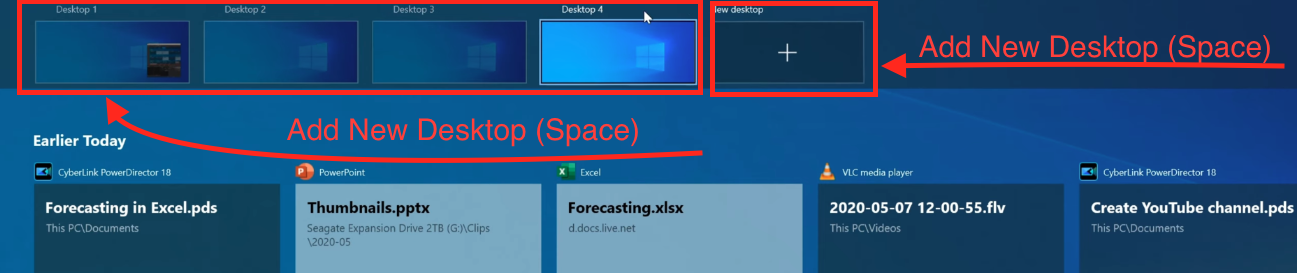 Desktop 1
Desktop 2
Desktop 3
Desktop 4
New desktop
Add New Desktop (Space)
Add New Desktop (Space)
Earlier Today
CyberLink PowerDirector 18
PowerPoint
Excel
VLC media player
CyberLink PowerDirector 18
Forecasting in Excel.pds
This PC\Documents
Thumbnails.pptx
Seagate Expansion Drive 2TB (G:)\Clips
\2020-05
Forecasting.xlsx
d.docs.live.net
2020-05-07 12-00-55.flv
This PC\Videos
Create YouTube channel.pds
This PC\Documents